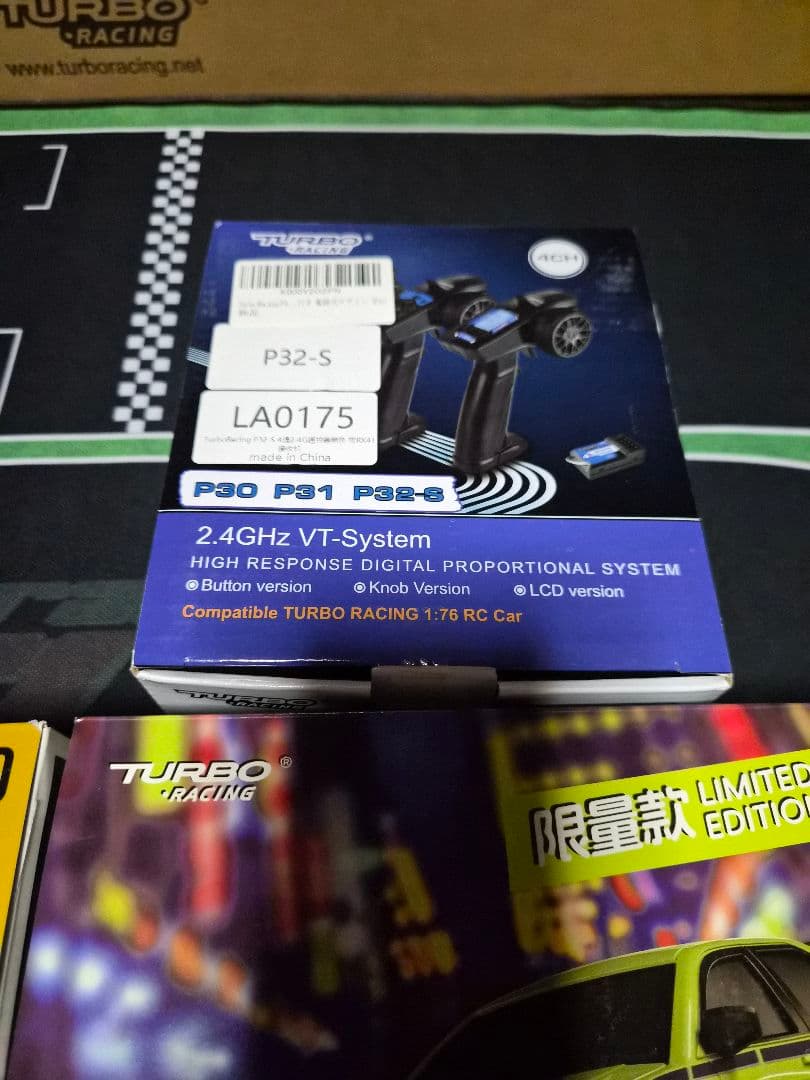 TURBO
RACING
www.turboracing.net
TURBO®
RACING
4CH
P32-S
LA0175
made in China
P30 P31 P32-S
2.4GHz VT-System
HIGH RESPONSE DIGITAL PROPORTIONAL SYSTEM
Button version Knob Version LCD version
Compatible TURBO RACING 1:76 RC Car
TURBO
RACING
TURBO®
RACING
限量款 LIMITED
EDITION